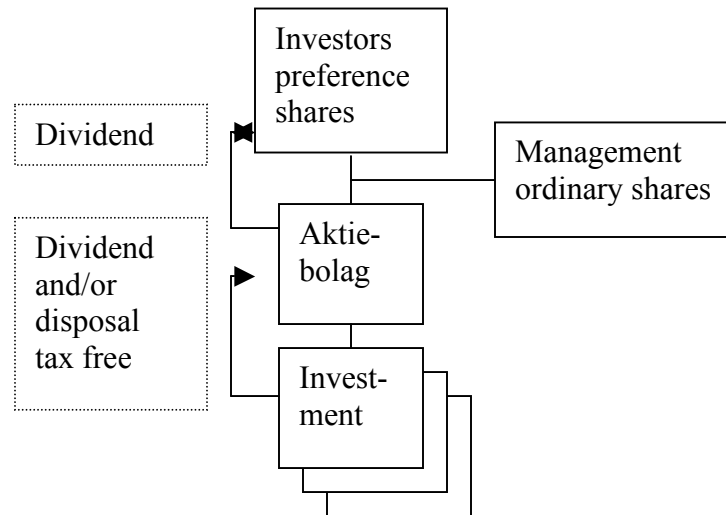 Investors
preference
shares
Dividend
Management
ordinary shares
Aktie-
bolag
Dividend
and/or
disposal
tax free
Invest-
ment